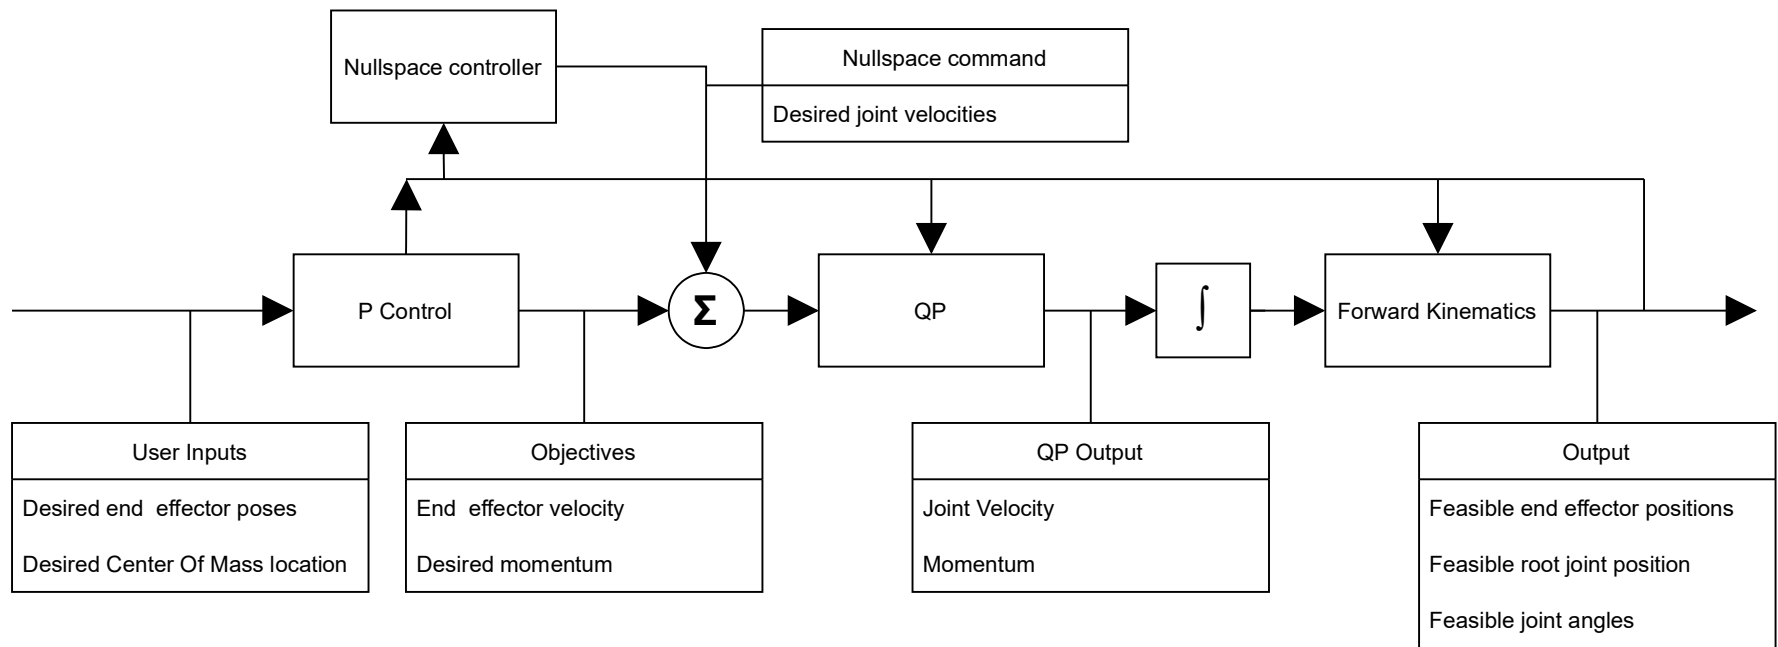 Nullspace controller
Nullspace command
Desired joint velocities
P Control
Σ
QP
∫
Forward Kinematics
User Inputs
Desired end  effector poses
Desired Center Of Mass location
Objectives
End  effector velocity
Desired momentum
QP Output
Joint Velocity
Momentum
Output
Feasible end effector positions
Feasible root joint position
Feasible joint angles